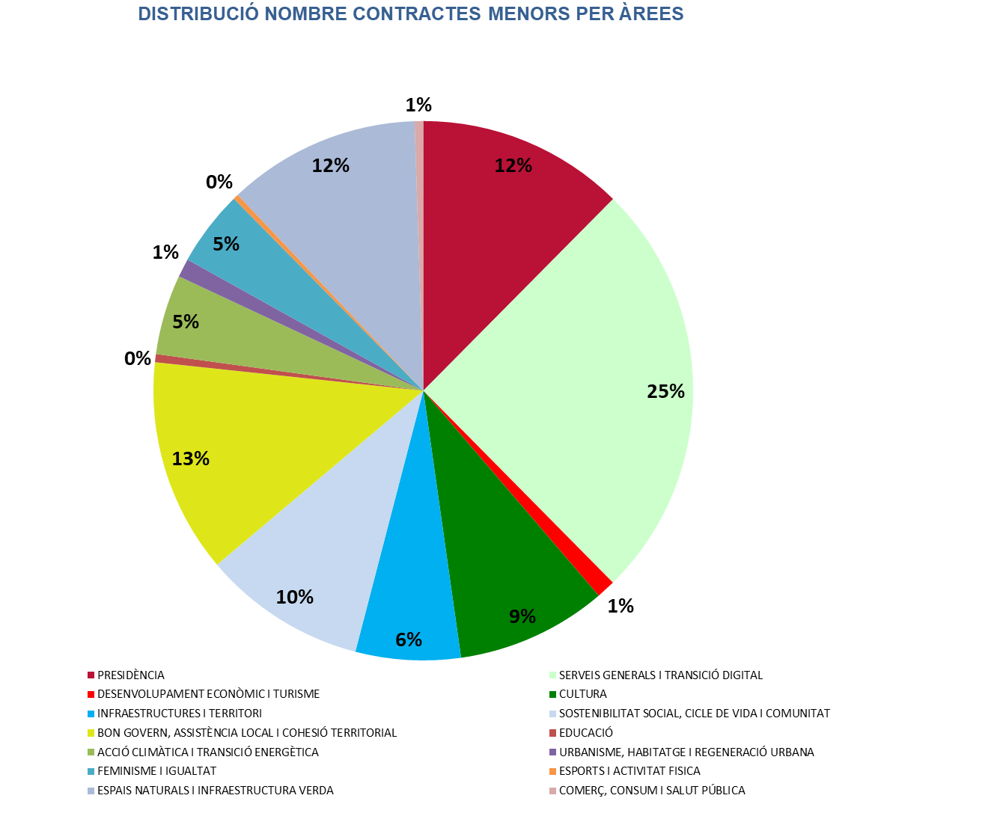 DISTRIBUCIÓ NOMBRE CONTRACTES MENORS PER ÀREES
1%
12%
12%
0%
5%
1%
5%
0%
25%
13%
10%
1%
9%
6%
PRESIDÈNCIA
SERVEIS GENERALS I TRANSICIÓ DIGITAL
DESENVOLUPAMENT ECONÒMIC I TURISME
CULTURA
INFRAESTRUCTURES I TERRITORI
SOSTENIBILITAT SOCIAL, CICLE DE VIDA I COMUNITAT
BON GOVERN, ASSISTÈNCIA LOCAL I COHESIÓ TERRITORIAL
EDUCACIÓ
ACCIÓ CLIMÀTICA I TRANSICIÓ ENERGÈTICA
URBANISME, HABITATGE I REGENERACIÓ URBANA
FEMINISME I IGUALTAT
ESPORTS I ACTIVITAT FISICA
ESPAIS NATURALS I INFRAESTRUCTURA VERDA
COMERÇ, CONSUM I SALUT PÚBLICA